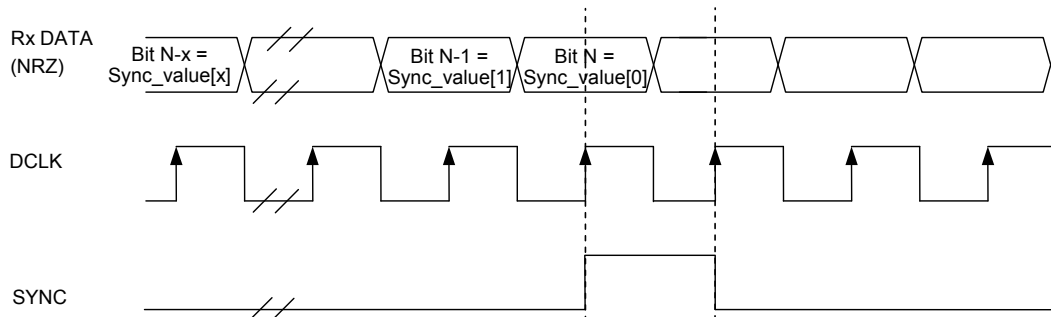 Rx DATA
(NRZ)
Bit N-x =
Sync_value[x]
Bit N-1 =
Sync_value[1]
Bit N =
Sync_value[0]
DCLK
SYNC